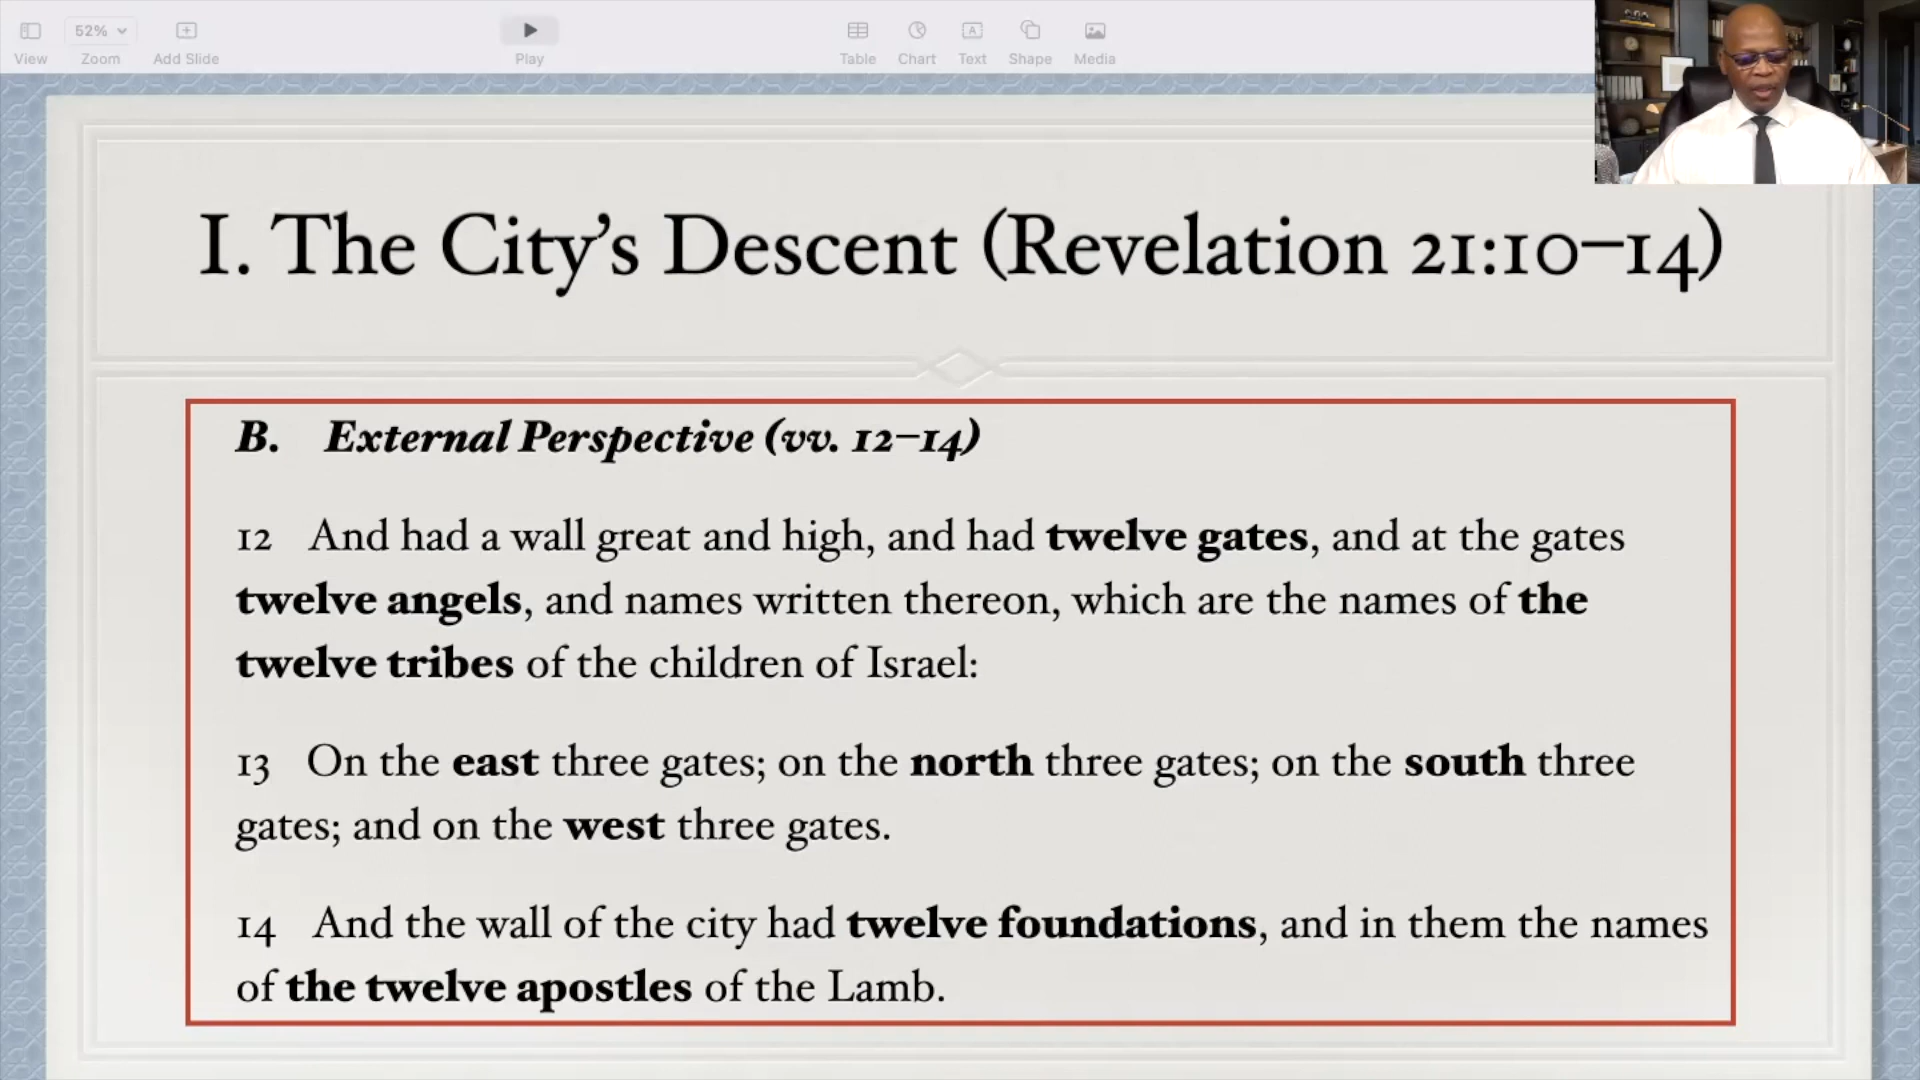 52%
View
Zoom
Add Slide
Play
Table
Chart
Text
Shape
Media
I. The City’s Descent (Revelation 21:10–14)
B. External Perspective (vv. 12–14)
12 And had a wall great and high, and had twelve gates, and at the gates
twelve angels, and names written thereon, which are the names of the
twelve tribes of the children of Israel:
13 On the east three gates; on the north three gates; on the south three
gates; and on the west three gates.
14 And the wall of the city had twelve foundations, and in them the names
of the twelve apostles of the Lamb.